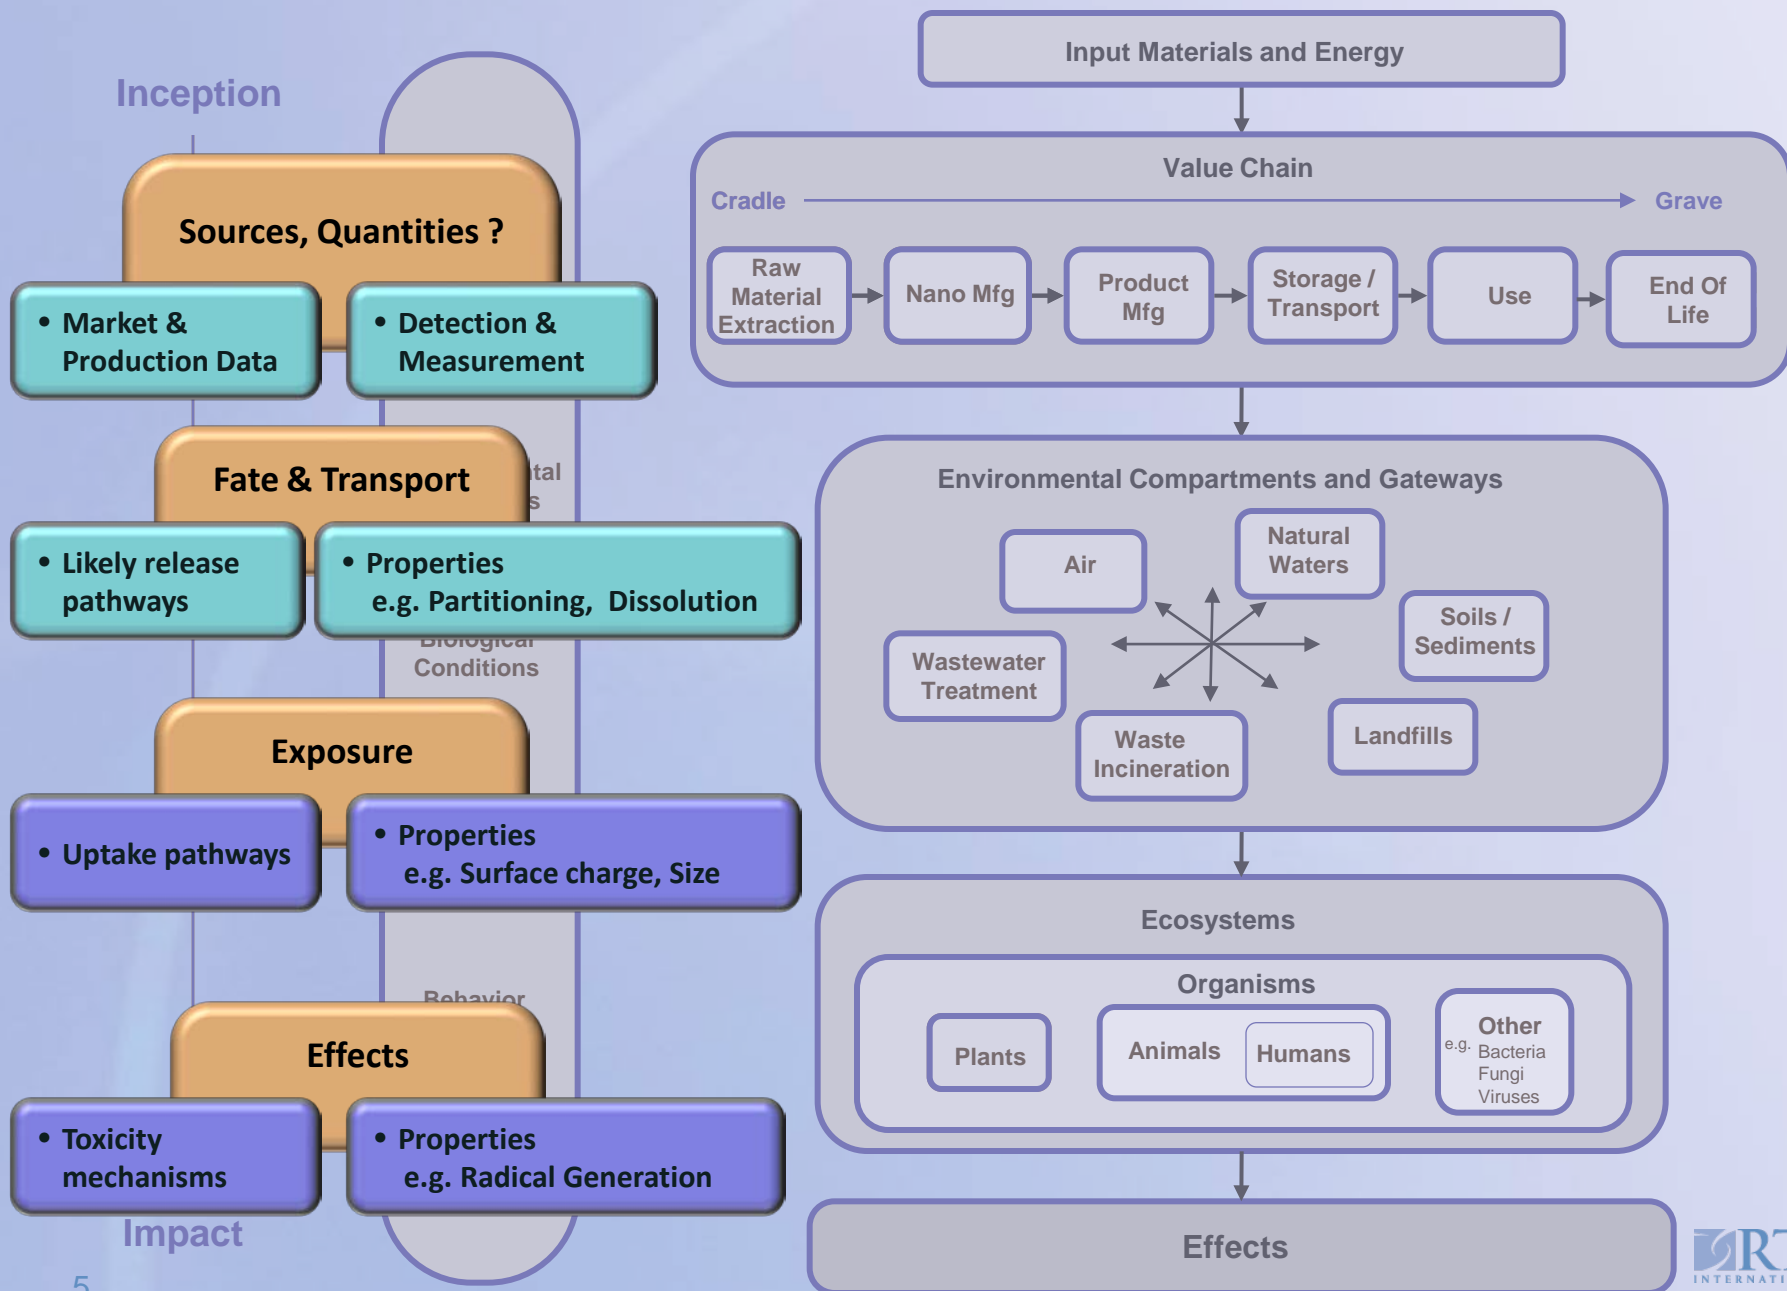 Inception
Sources, Quantities ?
• Market &
Production Data
• Detection &
Measurement
Fate & Transport
• Likely release
pathways
• Properties
e.g. Partitioning, Dissolution
Biological
Conditions
Exposure
• Uptake pathways
• Properties
e.g. Surface charge, Size
Behavior
Effects
• Toxicity
mechanisms
• Properties
e.g. Radical Generation
Impact
5
Input Materials and Energy
Value Chain
Cradle
Grave
Raw
Material
Extraction
Nano Mfg
Product
Mfg
Storage /
Transport
Use
End Of
Life
Environmental Compartments and Gateways
Air
Natural
Waters
Soils /
Sediments
Wastewater
Treatment
Waste
Incineration
Landfills
Ecosystems
Organisms
Plants
Animals
Humans
Other
e.g. Bacteria
Fungi
Viruses
Effects